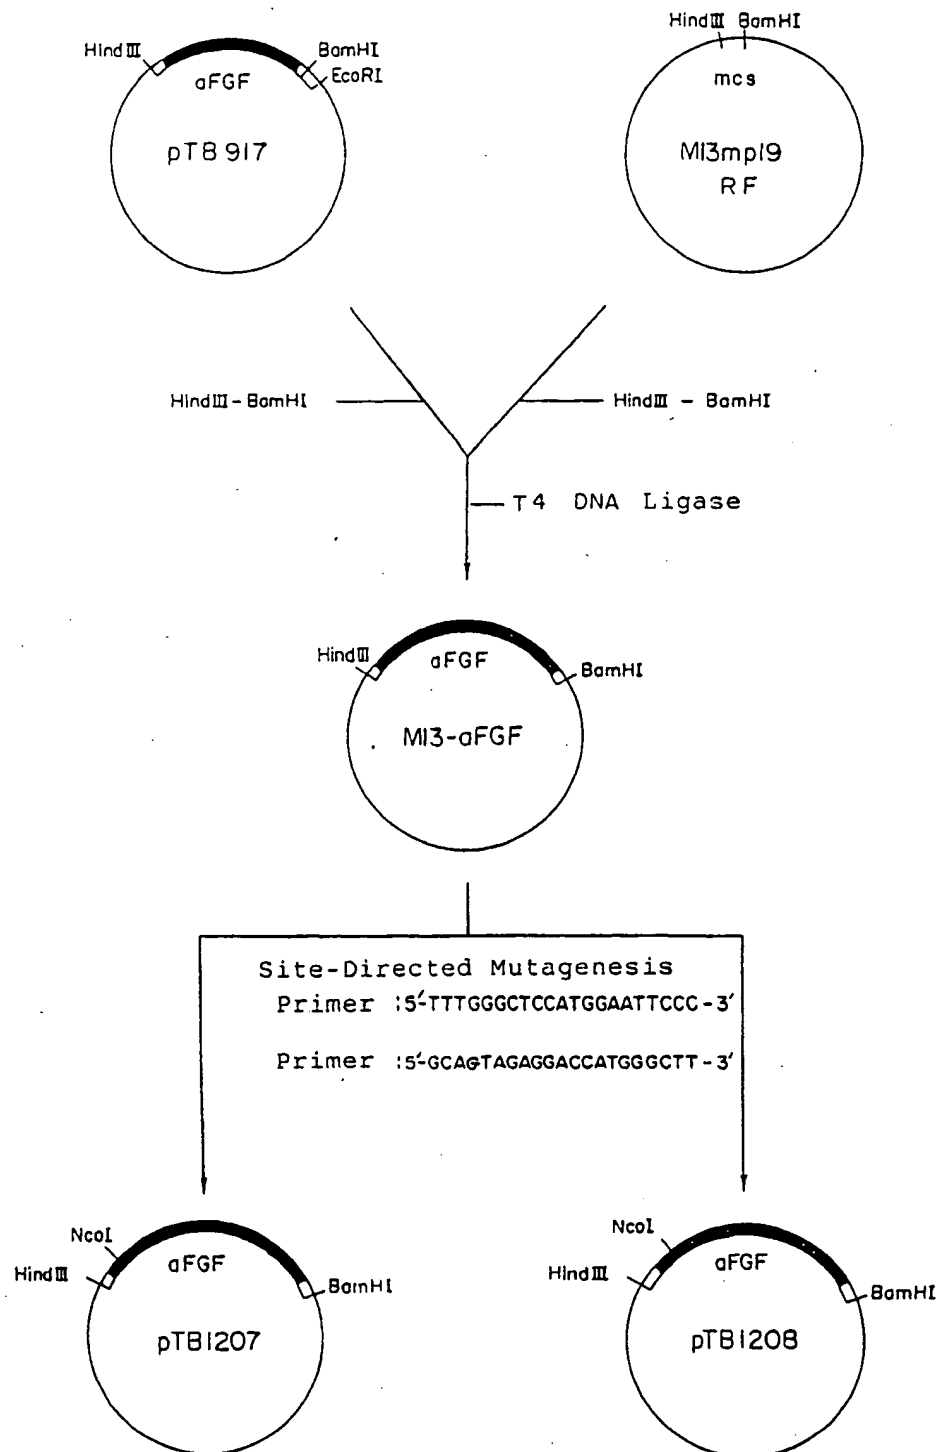 HindIII
BamHI
EcoRI
aFGF
pTB 917
HindIII BamHI
mcs
M13mp19
RF
HindIII-BamHI
HindIII - BamHI
T4 DNA Ligase
HindIII
aFGF
BamHI
M13-aFGF
Site-Directed Mutagenesis
Primer :5'-TTTGGGCTCCATGGAATTCCC-3'
Primer :5'-GCAGTAGAGGACCATGGGCTT-3'
NcoI
HindIII
aFGF
BamHI
pTB1207
NcoI
HindIII
aFGF
BamHI
pTB1208